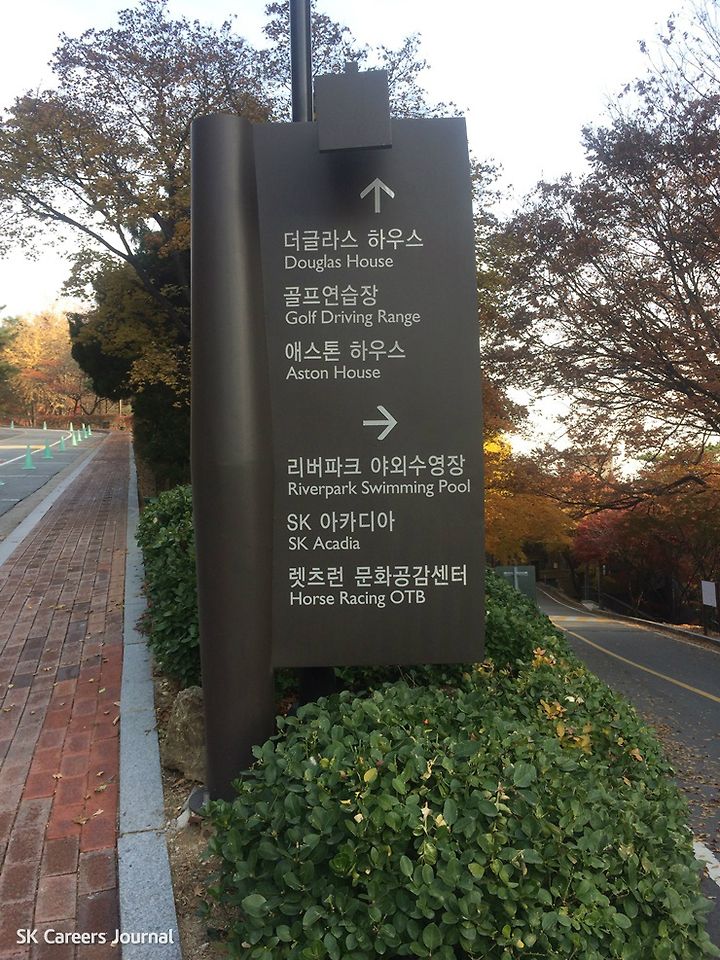 ↑
더글라스 하우스
Douglas House
골프연습장
Golf Driving Range
애스톤 하우스
Aston House
→
리버파크 야외수영장
Riverpark Swimming Pool
SK 아카디아
SK Acadia
렛츠런 문화공감센터
Horse Racing OTB
SK Careers Journal